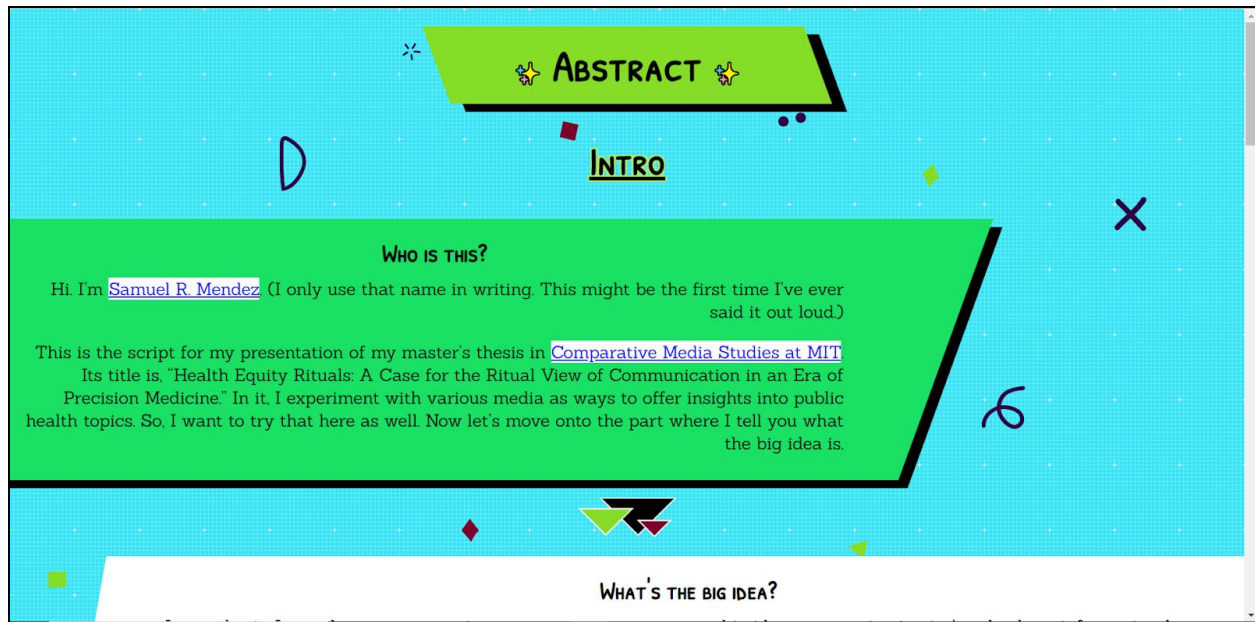 ✨ ABSTRACT ✨
INTRO
WHO IS THIS?
Hi. I'm Samuel R. Mendez. (I only use that name in writing. This might be the first time I've ever
said it out loud.)
This is the script for my presentation of my master's thesis in Comparative Media Studies at MIT.
Its title is, "Health Equity Rituals: A Case for the Ritual View of Communication in an Era of
Precision Medicine." In it, I experiment with various media as ways to offer insights into public
health topics. So, I want to try that here as well. Now let's move onto the part where I tell you what
the big idea is.
WHAT'S THE BIG IDEA?